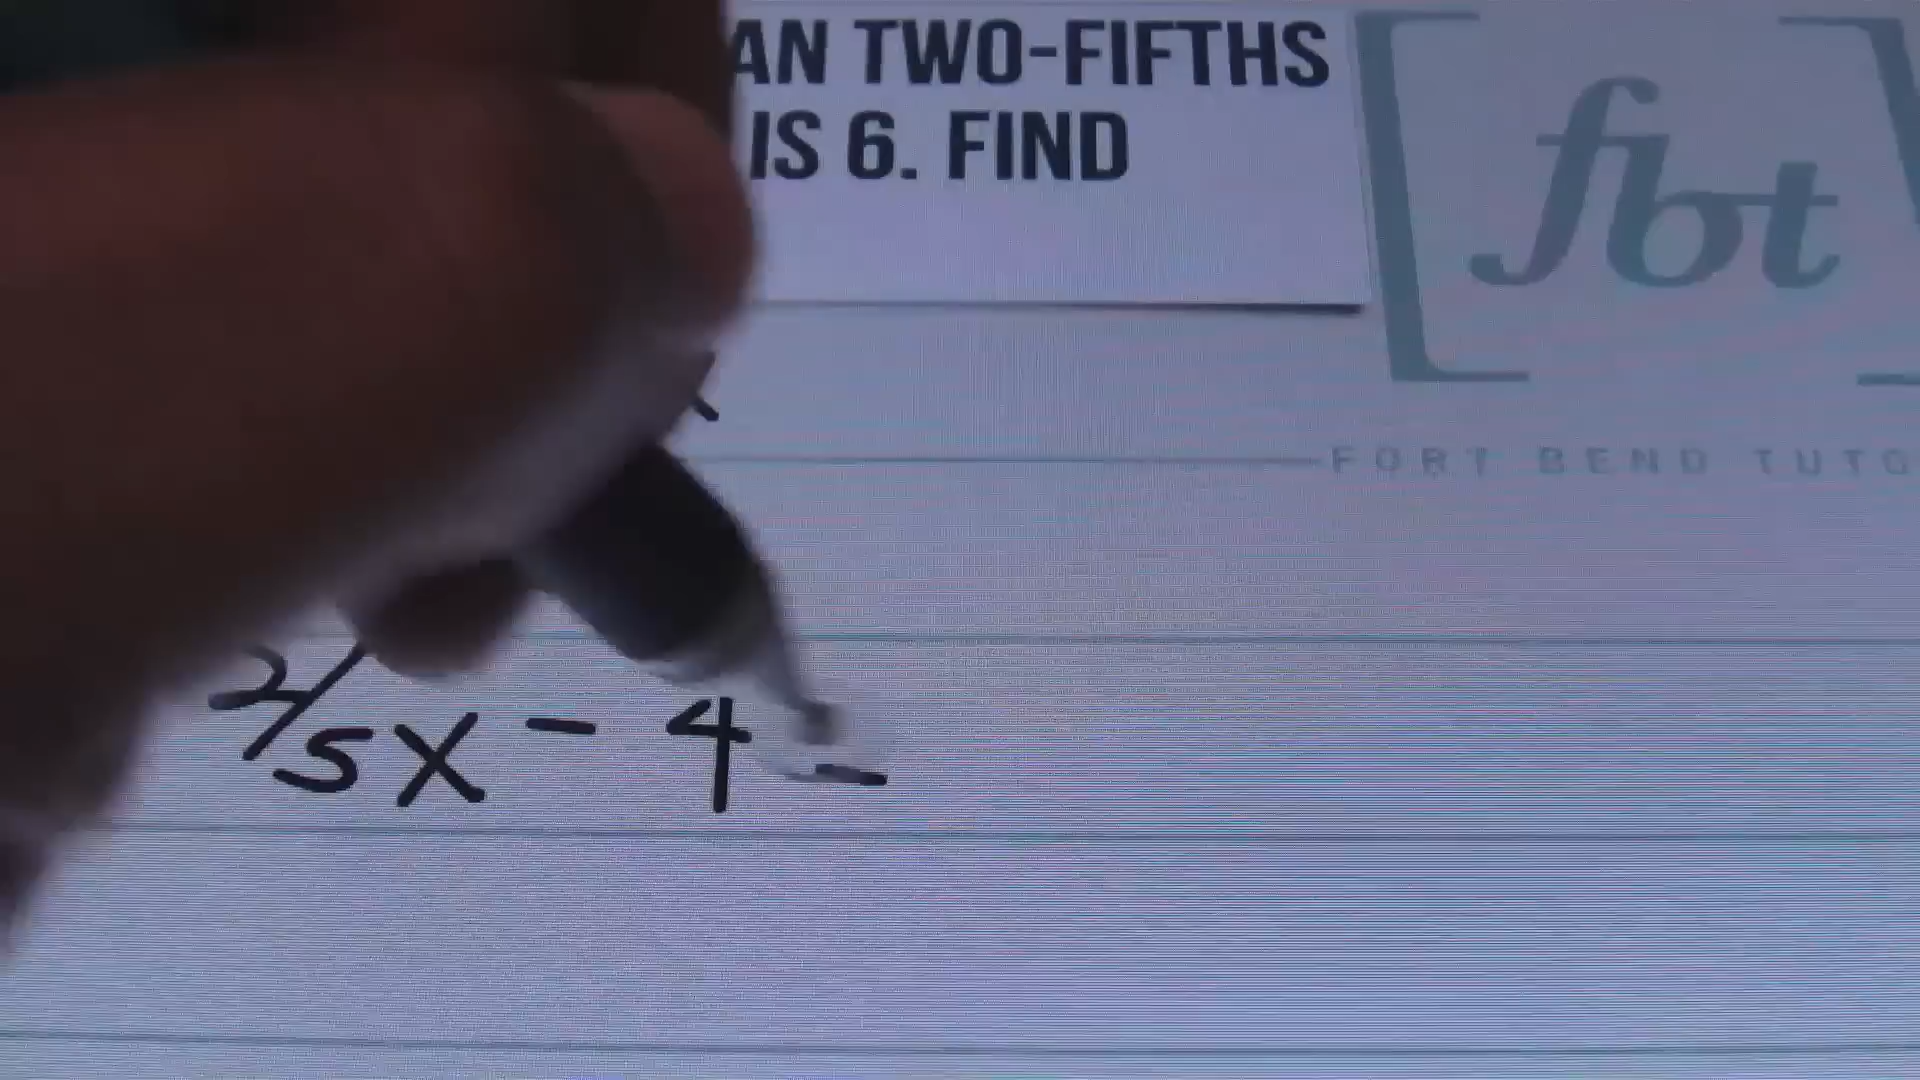 AN TWO-FIFTHS
IS 6. FIND
fbt
FORT BEND TUTO
2/5x - 4 =